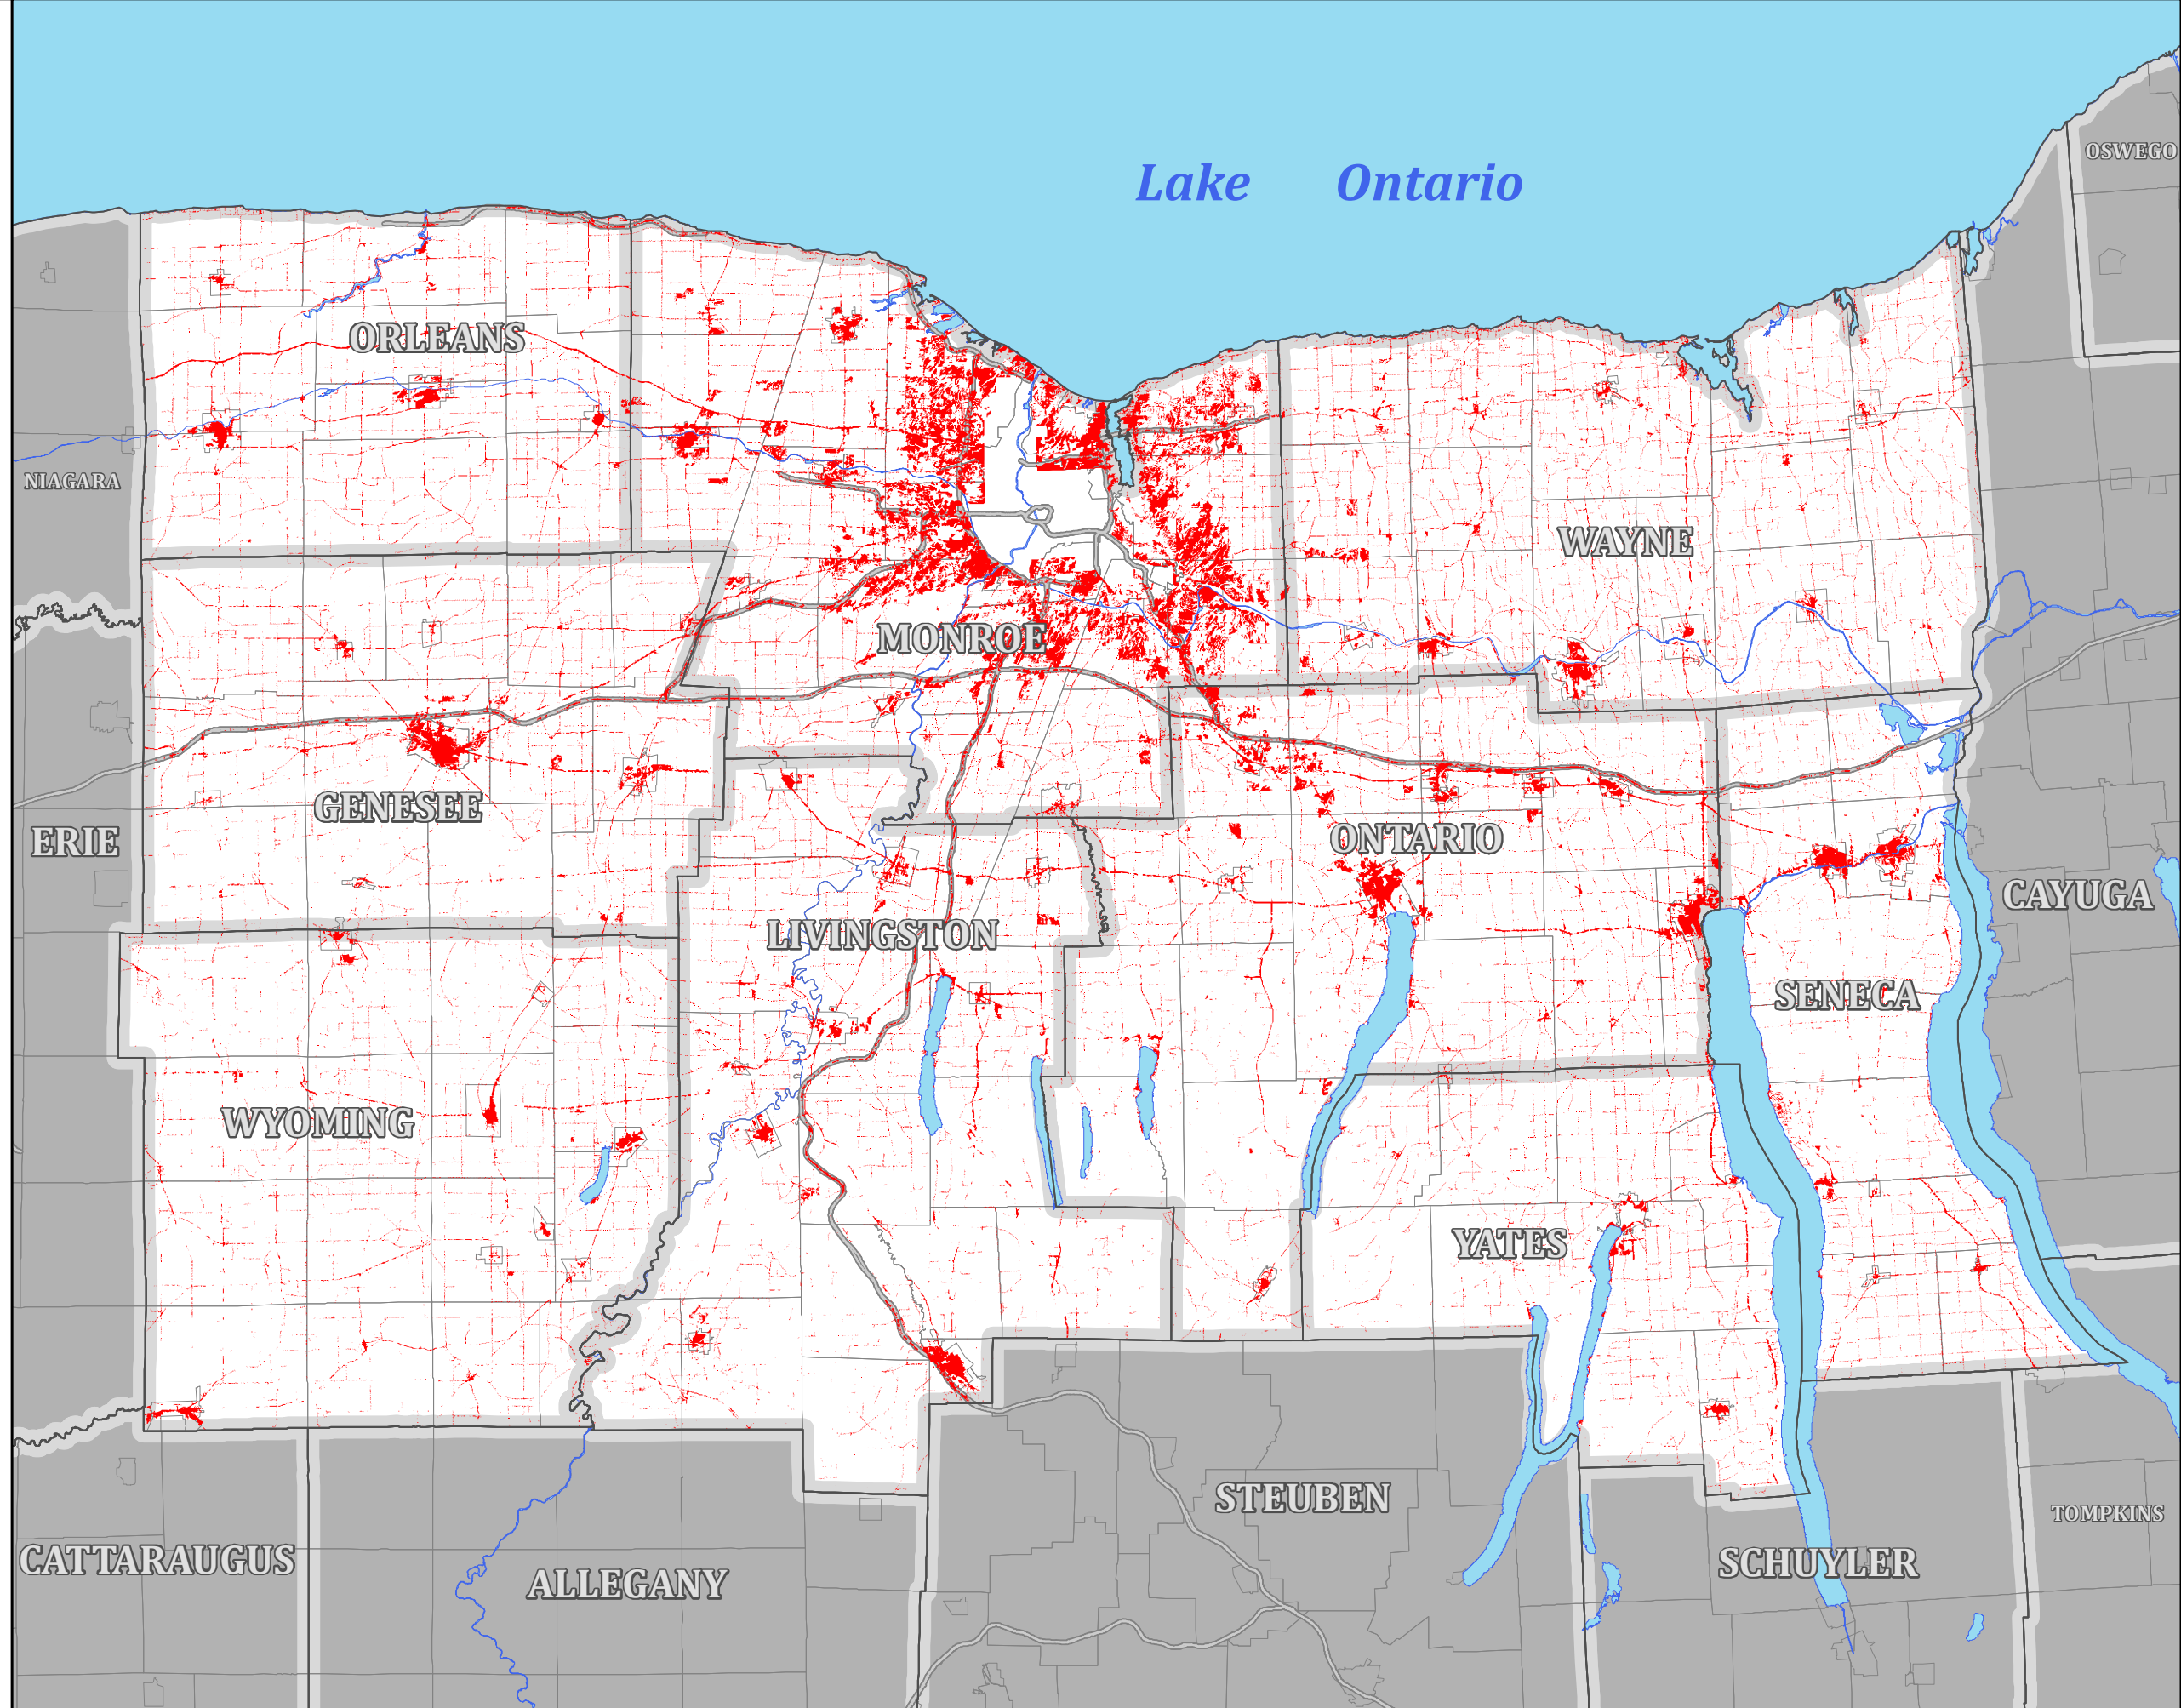 Lake Ontario
OSWEGO
ORLEANS
NIAGARA
WAYNE
MONROE
GENESEE
ERIE
ONTARIO
CAYUGA
LIVINGSTON
SENECA
WYOMING
YATES
STEUBEN
TOMPKINS
CATTARAUGUS
SCHUYLER
ALLEGANY